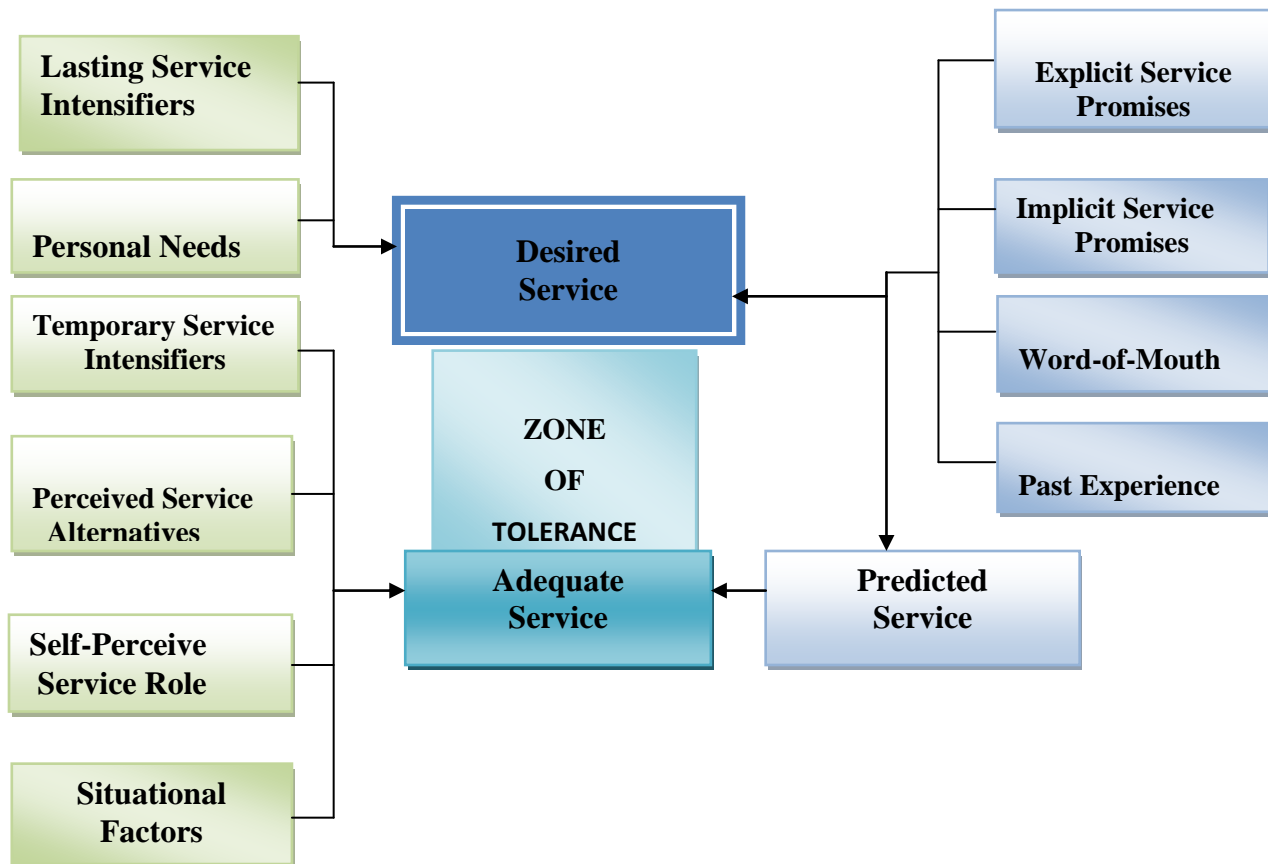 Lasting Service
Intensifiers
Personal Needs
Temporary Service
Intensifiers
Perceived Service
Alternatives
Self-Perceive
Service Role
Situational
Factors
Desired
Service
ZONE
OF
TOLERANCE
Adequate
Service
Predicted
Service
Explicit Service
Promises
Implicit Service
Promises
Word-of-Mouth
Past Experience